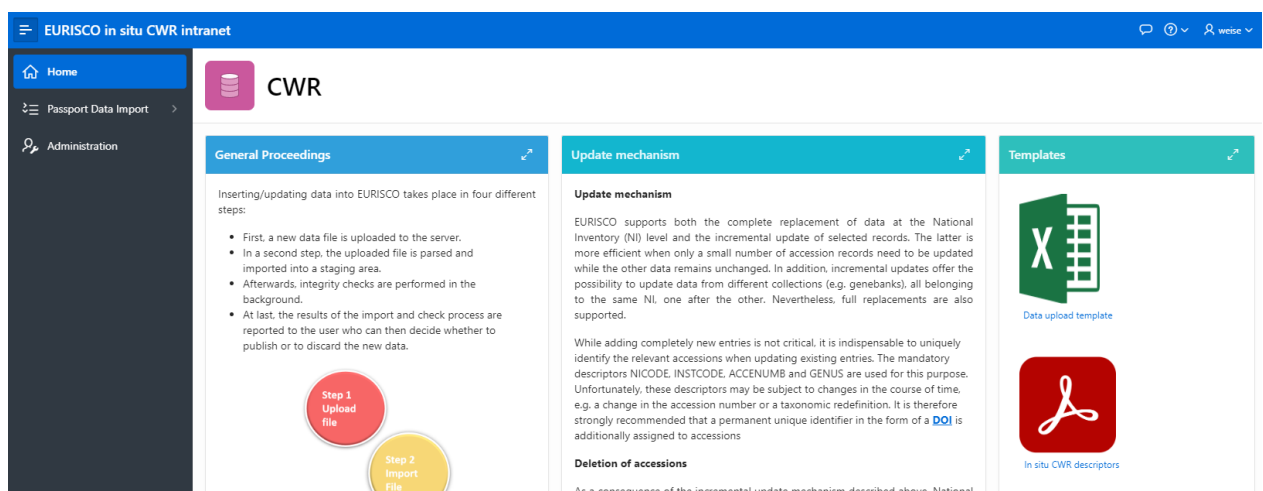 EURISCO in situ CWR intranet
weise
Home
Passport Data Import
Administration
CWR
General Proceedings
Inserting/updating data into EURISCO takes place in four different
steps:
• First, a new data file is uploaded to the server.
• In a second step, the uploaded file is parsed and
imported into a staging area.
• Afterwards, integrity checks are performed in the
background.
• At last, the results of the import and check process are
reported to the user who can then decide whether to
publish or to discard the new data.
Step 1
Upload
file
Step 2
Import
File
Update mechanism
Update mechanism
EURISCO supports both the complete replacement of data at the National
Inventory (NI) level and the incremental update of selected records. The latter is
more efficient when only a small number of accession records need to be updated
while the other data remains unchanged. In addition, incremental updates offer the
possibility to update data from different collections (e.g. genebanks), all belonging
to the same NI, one after the other. Nevertheless, full replacements are also
supported.
While adding completely new entries is not critical, it is indispensable to uniquely
identify the relevant accessions when updating existing entries. The mandatory
descriptors NICODE, INSTCODE, ACCENUMB and GENUS are used for this purpose.
Unfortunately, these descriptors may be subject to changes in the course of time,
e.g. a change in the accession number or a taxonomic redefinition. It is therefore
strongly recommended that a permanent unique identifier in the form of a DOI is
additionally assigned to accessions
Deletion of accessions
As a consequence of the incremental update mechanism described above, National
Templates
X
Data upload template
In situ CWR descriptors